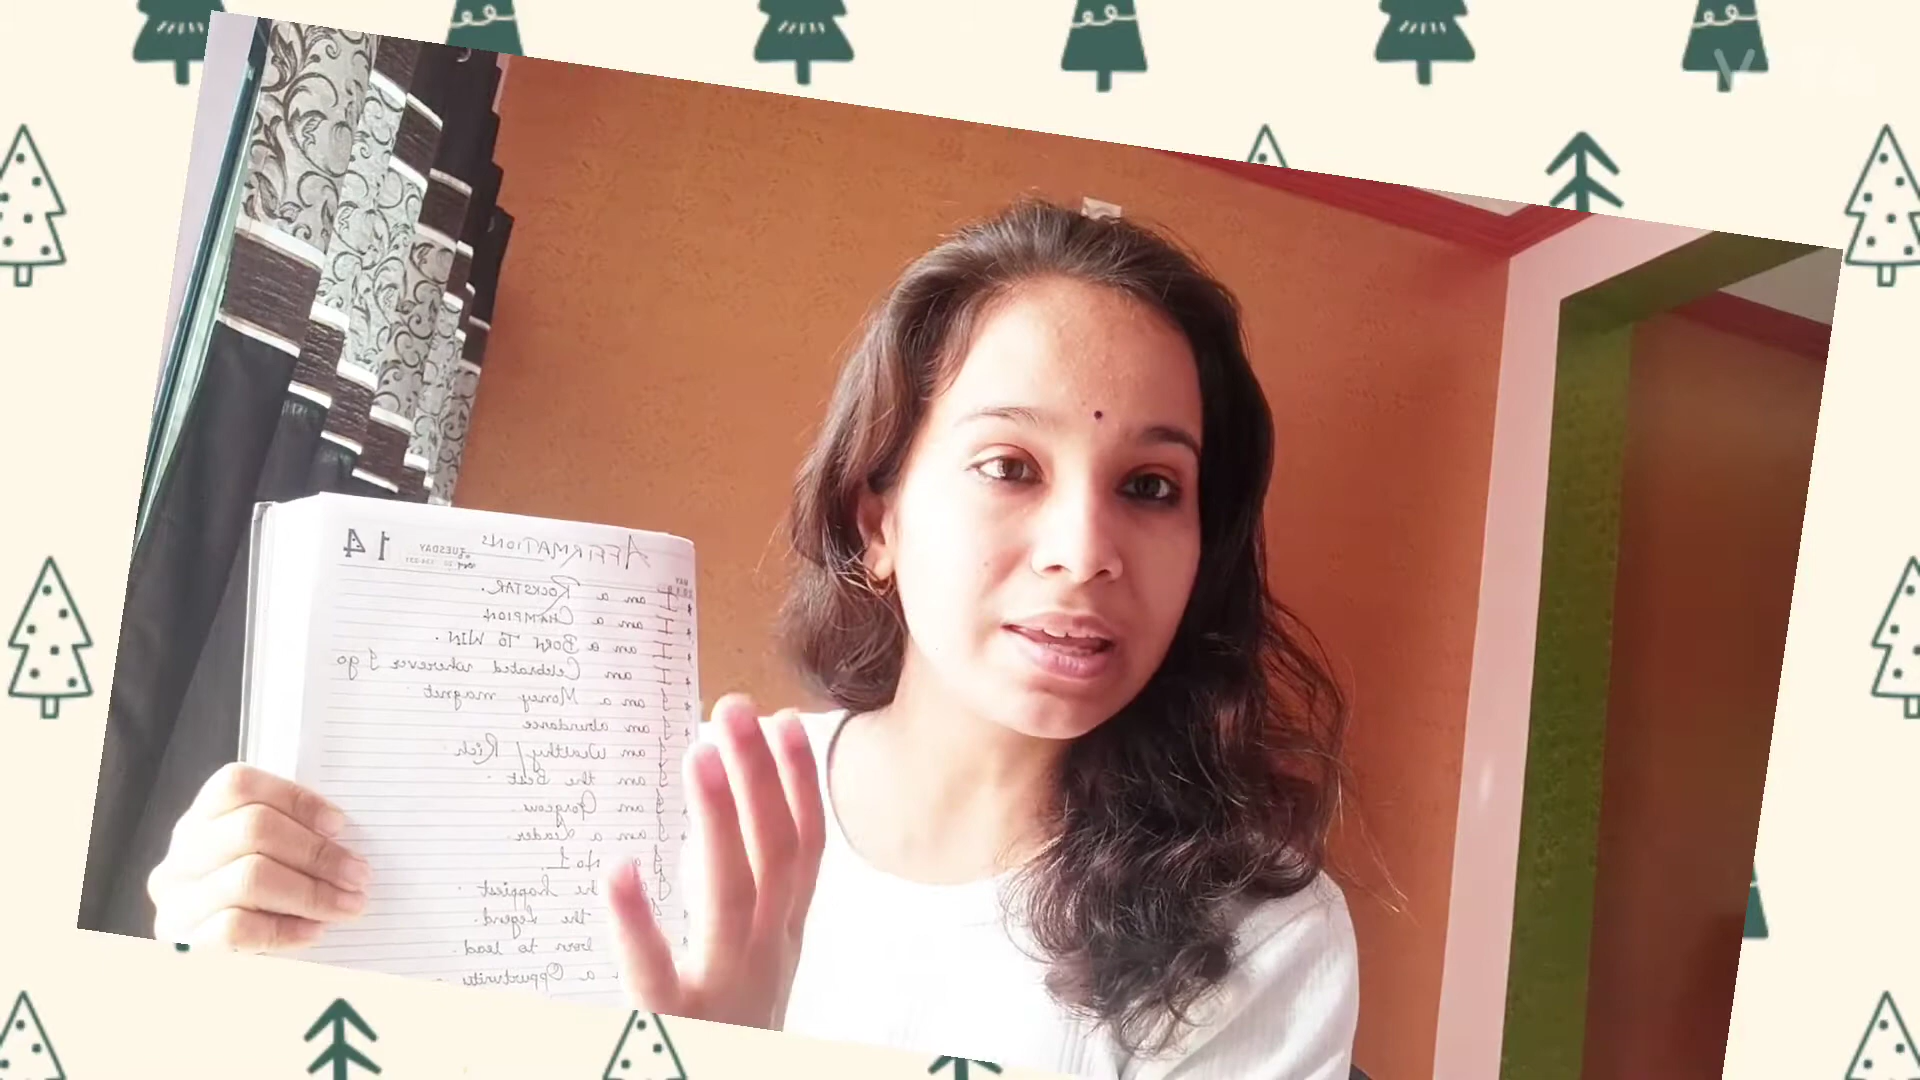 AFFIRMATIONS
14
TUESDAY
MAY
* I am a ROCKSTAR.
* I am a CHAMPION
* I am a BORN TO WIN.
* I am Celebrated wherever I go
* I am a Money magnet
* I am abundance
I am Wealthy/Rich
I am the Best.
* I am Gorgeous.
* I am a Leader.
I No 1.
I happiest.
* the Legend.
* born to lead.
a Oppurtunity